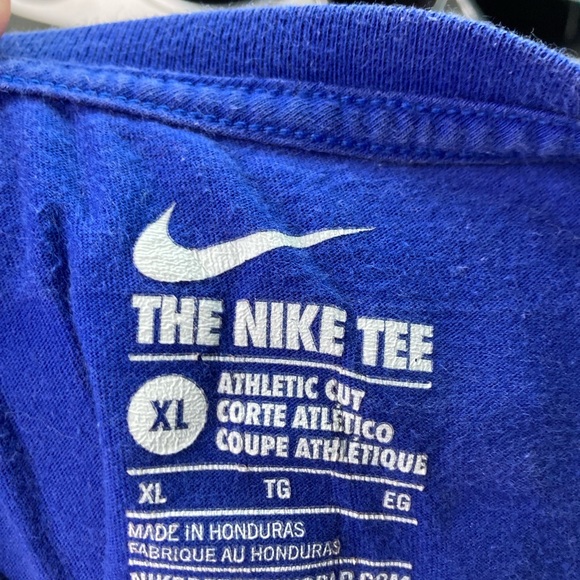 THE NIKE TEE
XL
ATHLETIC CUT
CORTE ATLÉTICO
COUPE ATHLÉTIQUE
XL TG EG
MADE IN HONDURAS
FABRIQUE AU HONDURAS